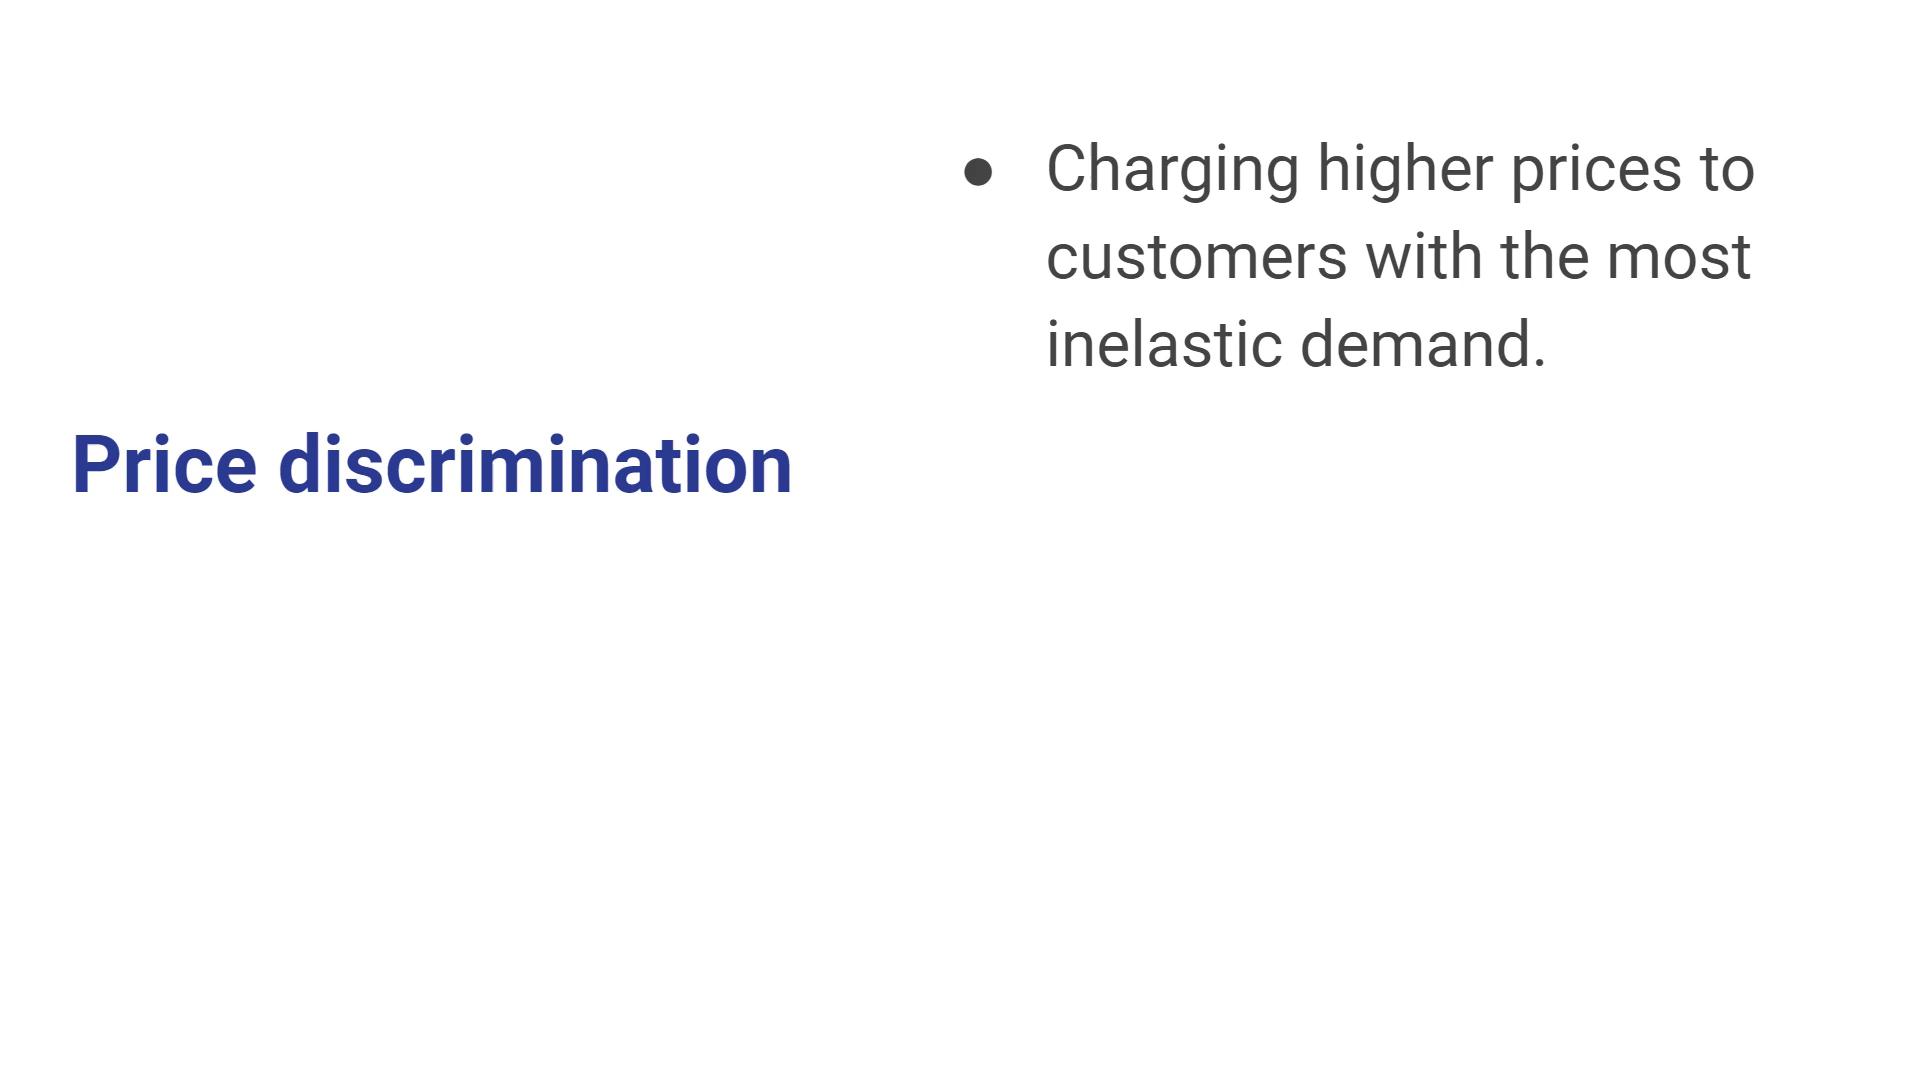 Price discrimination
● Charging higher prices to
customers with the most
inelastic demand.